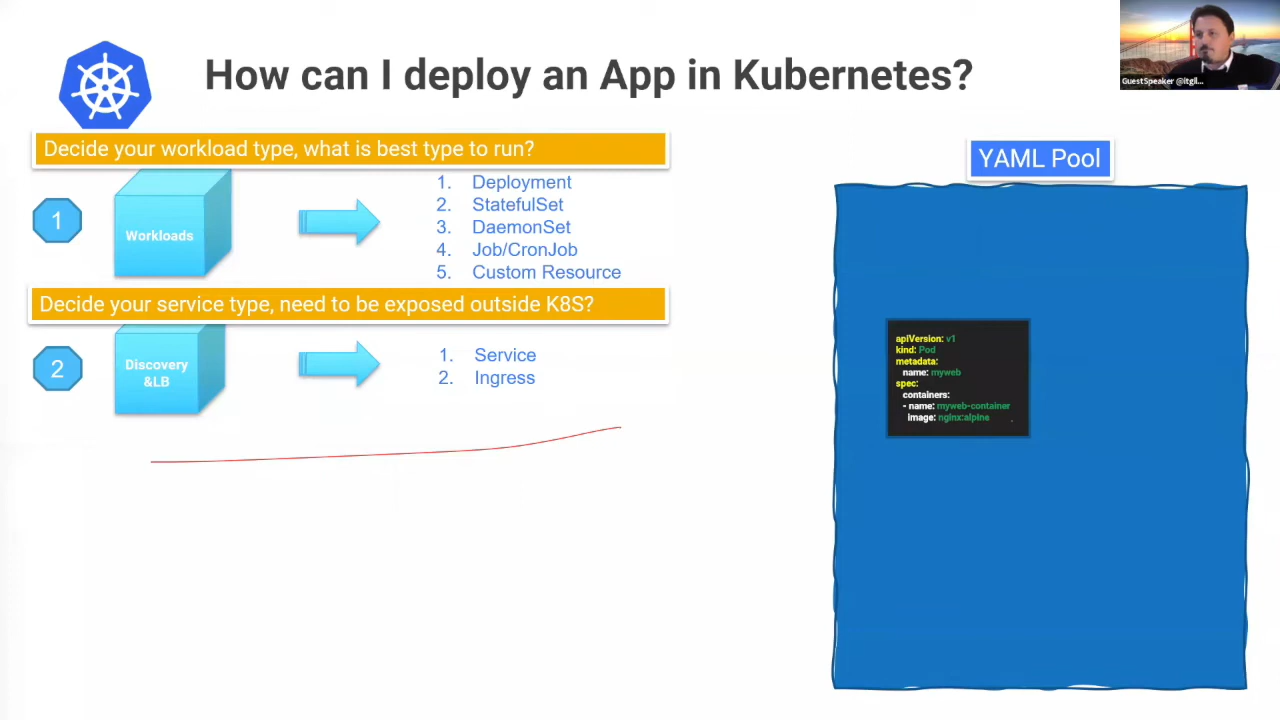 How can I deploy an App in Kubernetes?
GuestSpeaker @itgil...
Decide your workload type, what is best type to run?
1
Workloads
1. Deployment
2. StatefulSet
3. DaemonSet
4. Job/CronJob
5. Custom Resource
Decide your service type, need to be exposed outside K8S?
2
Discovery
&LB
1. Service
2. Ingress
YAML Pool
apiVersion: v1
kind: Pod
metadata:
name: myweb
spec:
containers:
- name: myweb-container
image: nginx:alpine